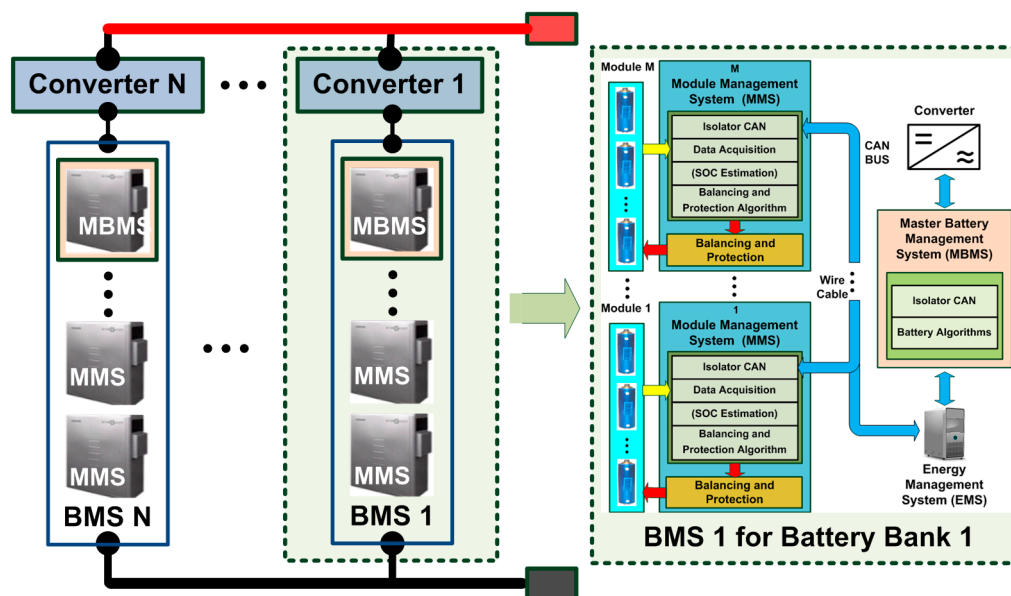 Converter N
Converter 1
MBMS
MMS
MMS
BMS N
MBMS
MMS
MMS
BMS 1
Module M
M
Module Management
System (MMS)
Isolator CAN
Data Acquisition
(SOC Estimation)
Balancing and
Protection Algorithm
Balancing and
Protection
Module 1
1
Module Management
System (MMS)
Isolator CAN
Data Acquisition
(SOC Estimation)
Balancing and
Protection Algorithm
Balancing and
Protection
CAN
BUS
Wire
Cable
Converter
Master Battery
Management
System (MBMS)
Isolator CAN
Battery Algorithms
Energy
Management
System (EMS)
BMS 1 for Battery Bank 1